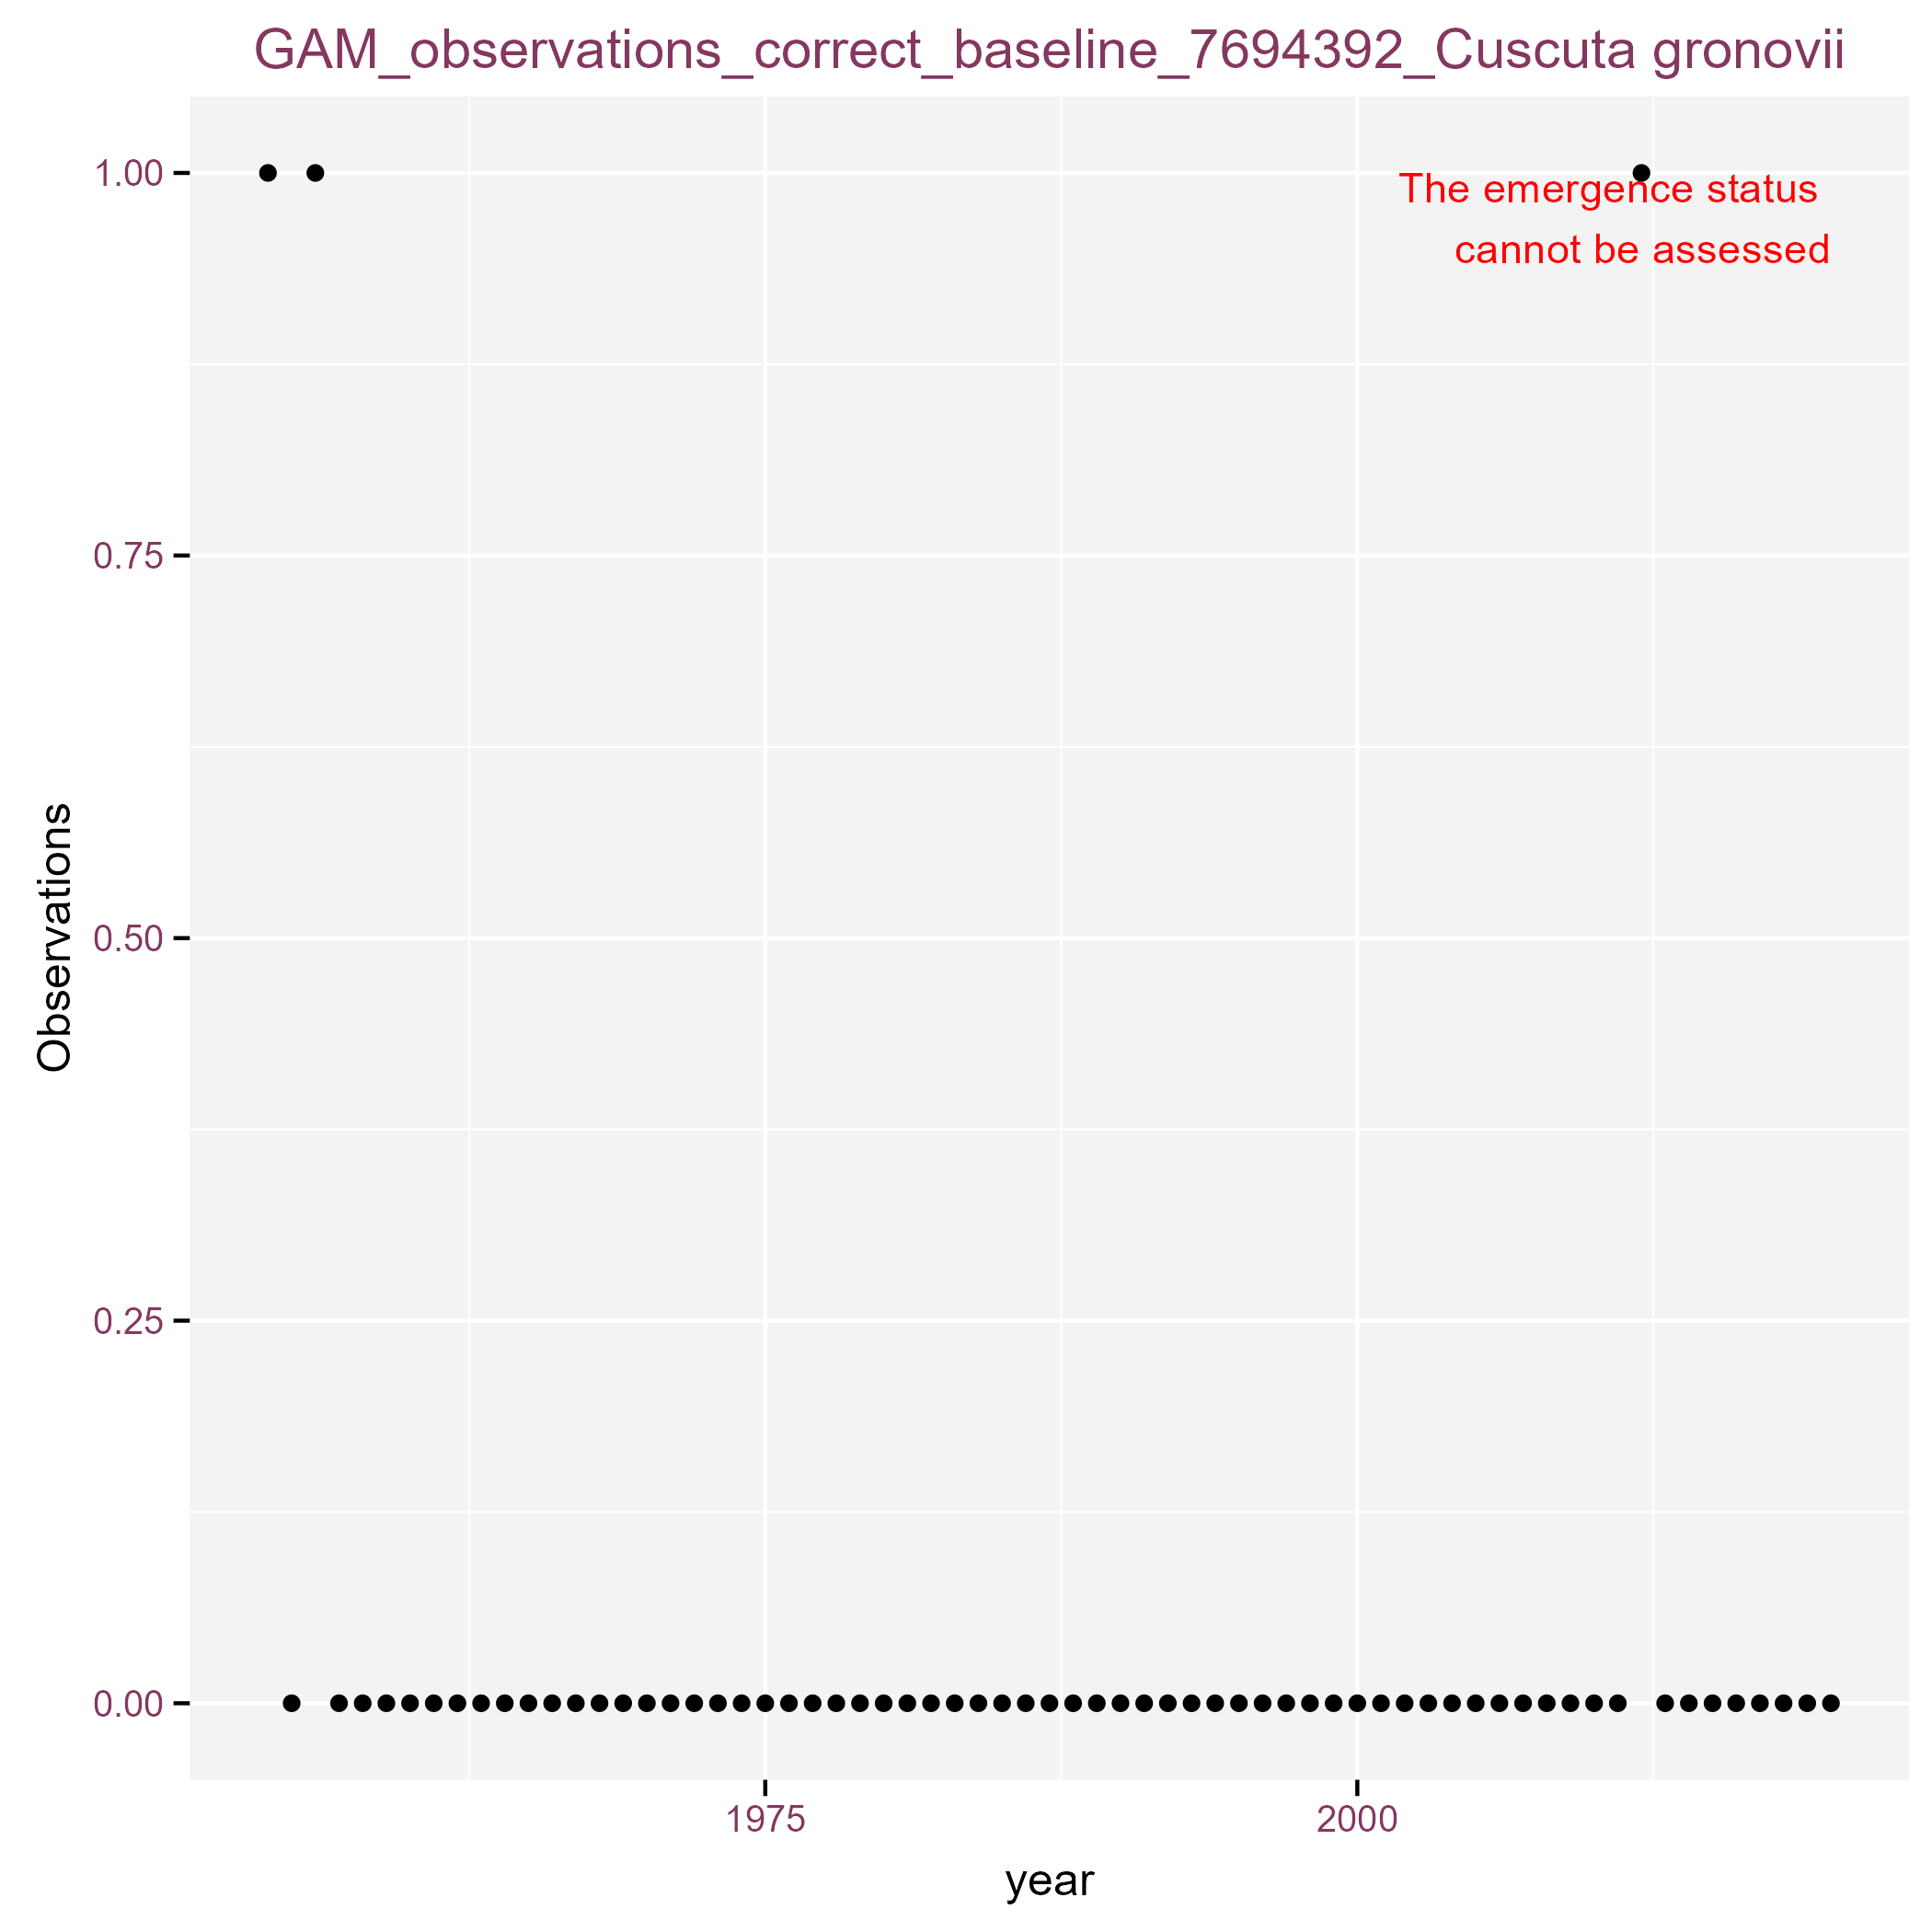 GAM_observations_correct_baseline_7694392_Cuscuta gronovii
1.00
The emergence status
cannot be assessed
0.75
0.50
Observations
0.25
0.00
1975
2000
year